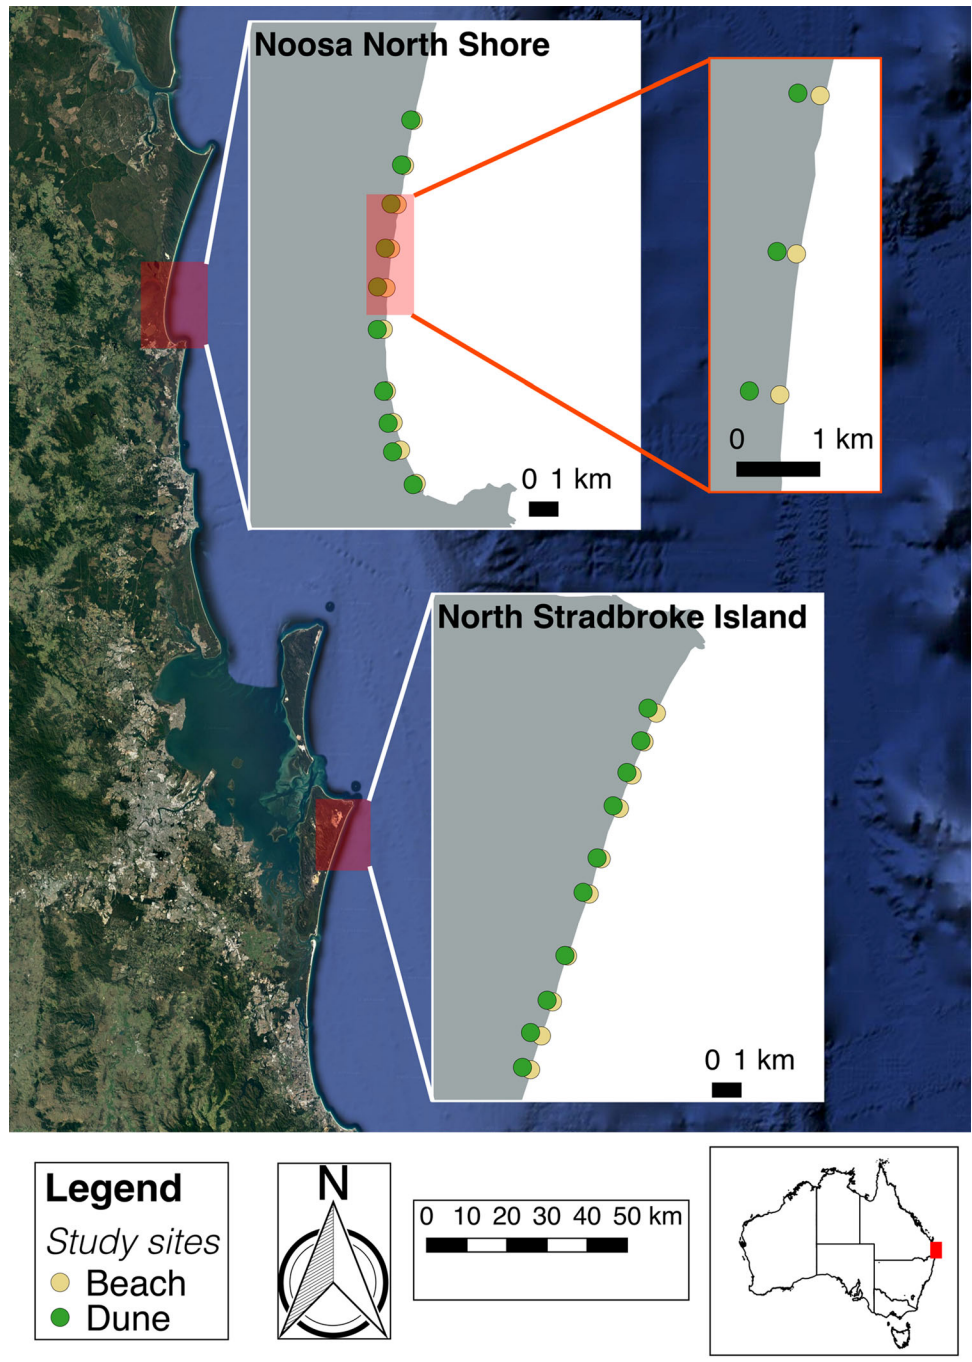 Noosa North Shore
0 1 km
0 1 km
North Stradbroke Island
0 1 km
Legend
Study sites
Beach
Dune
N
0 10 20 30 40 50 km